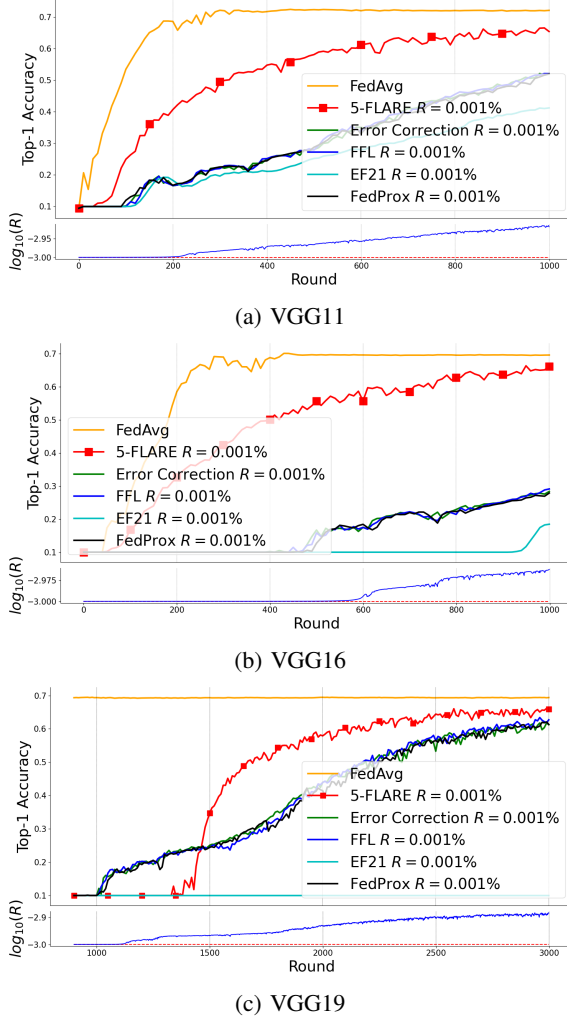 Top-1 Accuracy
0.7
0.6
0.5
0.4
0.3
0.2
0.1
FedAvg
5-FLARE R = 0.001%
Error Correction R = 0.001%
FFL R = 0.001%
EF21 R = 0.001%
FedProx R = 0.001%
log10(R)
−2.95
−3.00
0 200 400 600 800 1000
Round
(a) VGG11
Top-1 Accuracy
0.7
0.6
0.5
0.4
0.3
0.2
0.1
FedAvg
5-FLARE R = 0.001%
Error Correction R = 0.001%
FFL R = 0.001%
EF21 R = 0.001%
FedProx R = 0.001%
log10(R)
−2.975
−3.000
0 200 400 600 800 1000
Round
(b) VGG16
Top-1 Accuracy
0.7
0.6
0.5
0.4
0.3
0.2
0.1
FedAvg
5-FLARE R = 0.001%
Error Correction R = 0.001%
FFL R = 0.001%
EF21 R = 0.001%
FedProx R = 0.001%
log10(R)
−2.9
−3.0
1000 1500 2000 2500 3000
Round
(c) VGG19